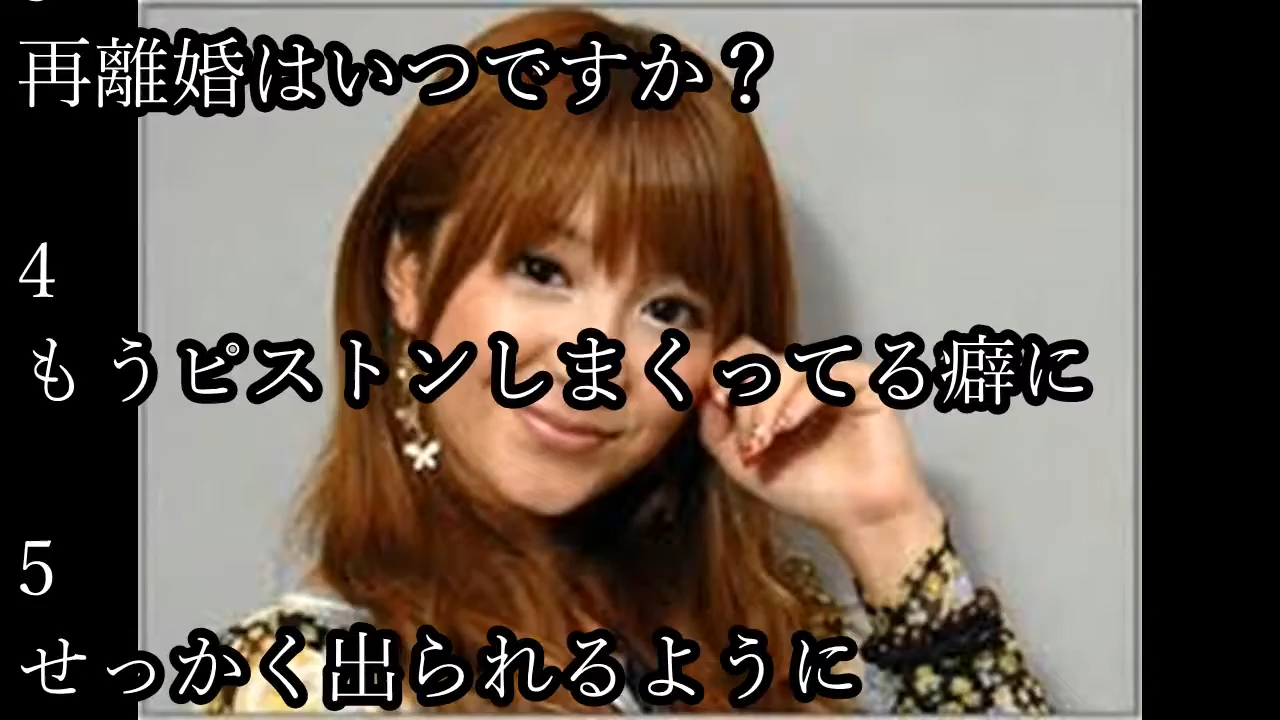 再離婚はいつですか？
4
もうピストンしまくってる癖に
5
せっかく出られるように